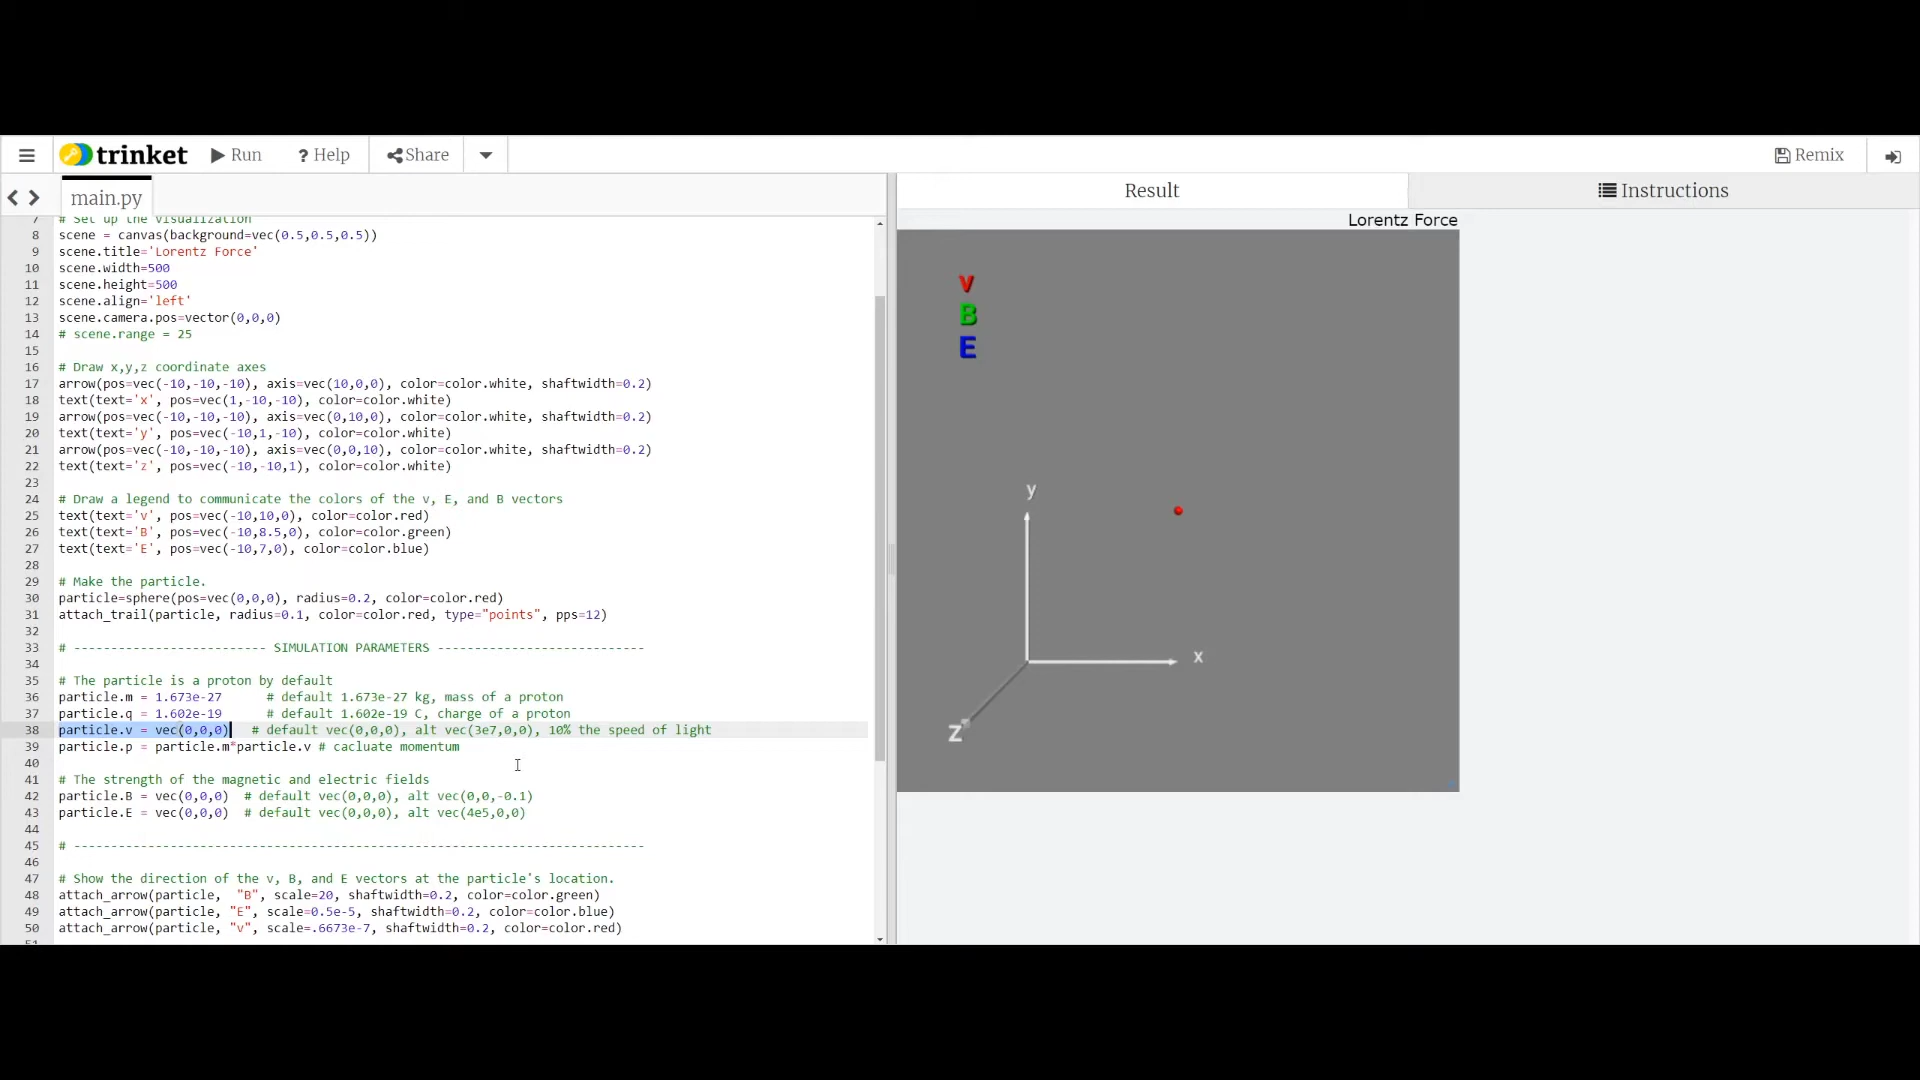 trinket
Run
? Help
Share
Remix
main.py
Result
Instructions
7 # Set up the visualization
8 scene = canvas(background=vec(0.5,0.5,0.5))
9 scene.title='Lorentz Force'
10 scene.width=500
11 scene.height=500
12 scene.align='left'
13 scene.camera.pos=vector(0,0,0)
14 # scene.range = 25
15
16 # Draw x,y,z coordinate axes
17 arrow(pos=vec(-10,-10,-10), axis=vec(10,0,0), color=color.white, shaftwidth=0.2)
18 text(text='x', pos=vec(1,-10,-10), color=color.white)
19 arrow(pos=vec(-10,-10,-10), axis=vec(0,10,0), color=color.white, shaftwidth=0.2)
20 text(text='y', pos=vec(-10,1,-10), color=color.white)
21 arrow(pos=vec(-10,-10,-10), axis=vec(0,0,10), color=color.white, shaftwidth=0.2)
22 text(text='z', pos=vec(-10,-10,1), color=color.white)
23
24 # Draw a legend to communicate the colors of the v, E, and B vectors
25 text(text='v', pos=vec(-10,10,0), color=color.red)
26 text(text='B', pos=vec(-10,8.5,0), color=color.green)
27 text(text='E', pos=vec(-10,7,0), color=color.blue)
28
29 # Make the particle.
30 particle=sphere(pos=vec(0,0,0), radius=0.2, color=color.red)
31 attach_trail(particle, radius=0.1, color=color.red, type="points", pps=12)
32
33 # -------------------------- SIMULATION PARAMETERS ----------------------------
34
35 # The particle is a proton by default
36 particle.m = 1.673e-27 # default 1.673e-27 kg, mass of a proton
37 particle.q = 1.602e-19 # default 1.602e-19 C, charge of a proton
38 particle.v = vec(0,0,0) # default vec(0,0,0), alt vec(3e7,0,0), 10% the speed of light
39 particle.p = particle.m*particle.v # cacluate momentum
40
41 # The strength of the magnetic and electric fields
42 particle.B = vec(0,0,0) # default vec(0,0,0), alt vec(0,0,-0.1)
43 particle.E = vec(0,0,0) # default vec(0,0,0), alt vec(4e5,0,0)
44
45 # -----------------------------------------------------------------------------
46
47 # Show the direction of the v, B, and E vectors at the particle's location.
48 attach_arrow(particle, "B", scale=20, shaftwidth=0.2, color=color.green)
49 attach_arrow(particle, "E", scale=0.5e-5, shaftwidth=0.2, color=color.blue)
50 attach_arrow(particle, "v", scale=.6673e-7, shaftwidth=0.2, color=color.red)
51
Lorentz Force
v
B
E
y
x
z